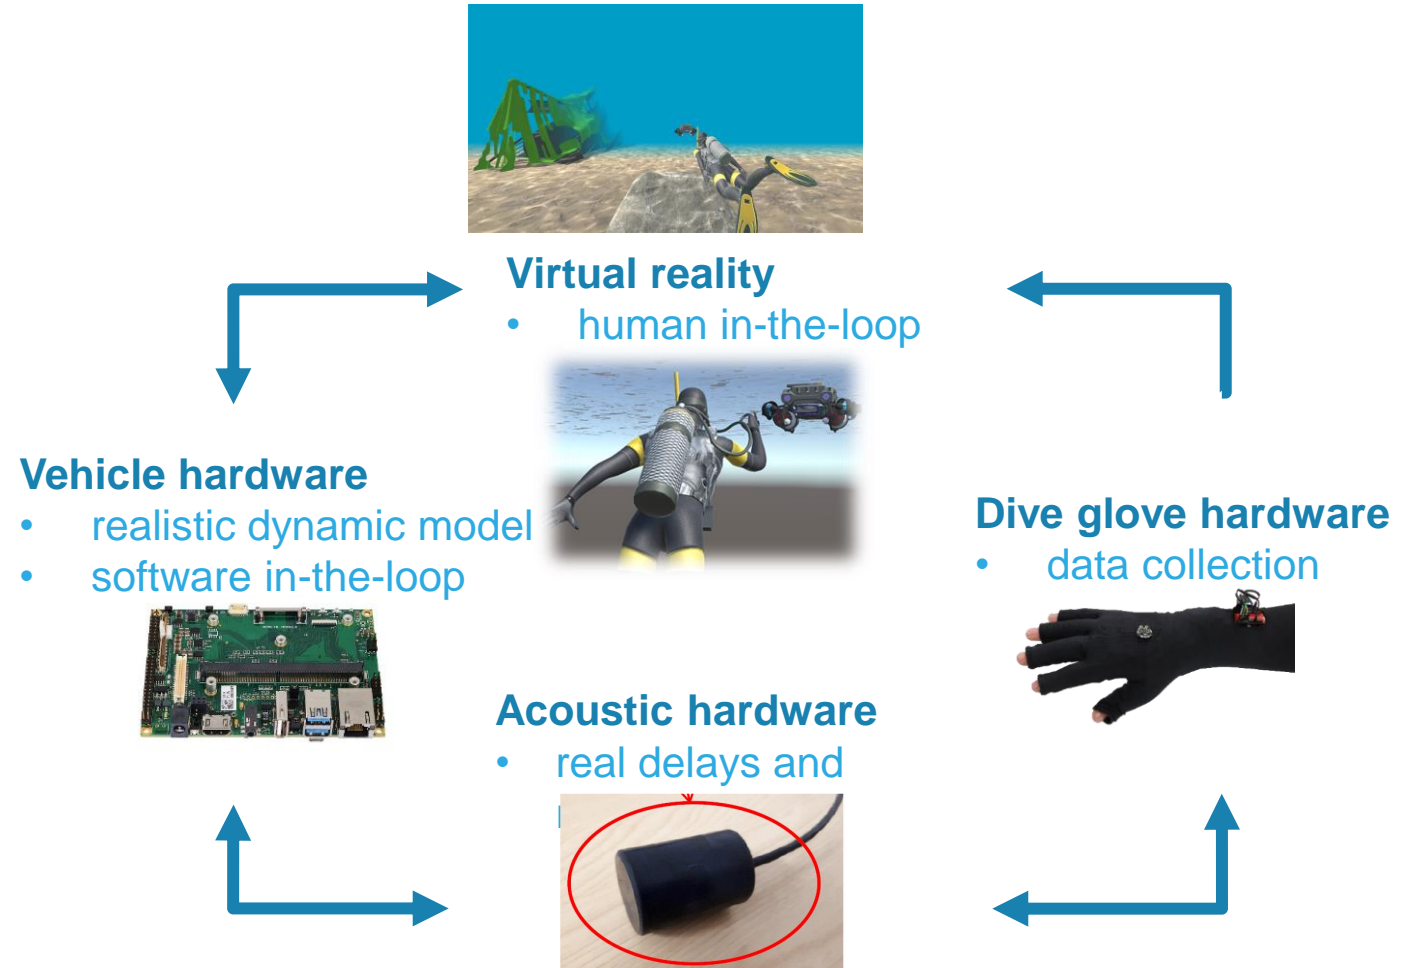 Virtual reality
• human in-the-loop
Vehicle hardware
• realistic dynamic model
• software in-the-loop
Dive glove hardware
• data collection
Acoustic hardware
• real delays and